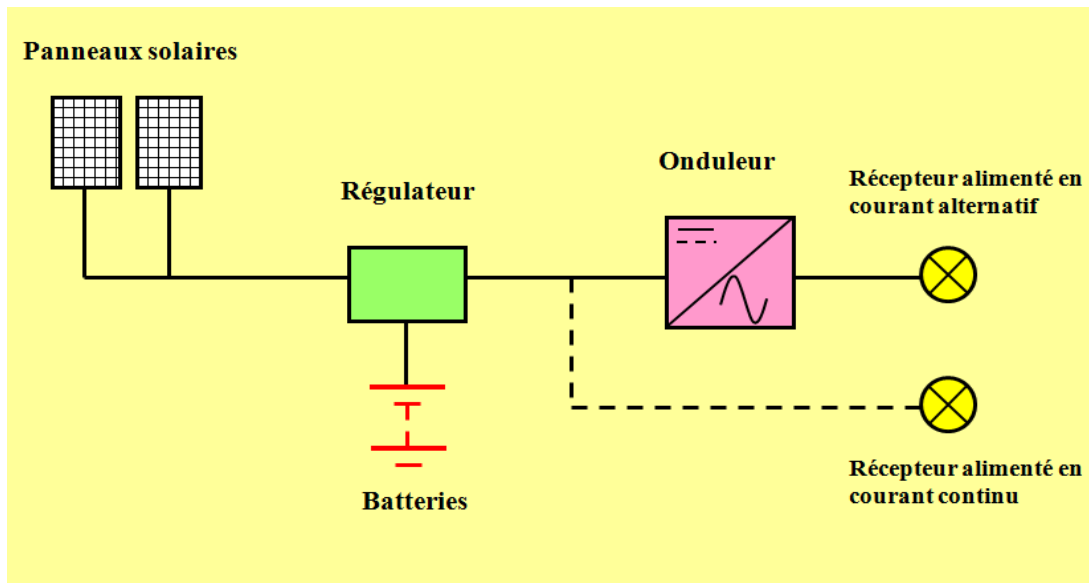 Panneaux solaires
Onduleur
Récepteur alimenté en
courant alternatif
Régulateur
Récepteur alimenté en
courant continu
Batteries